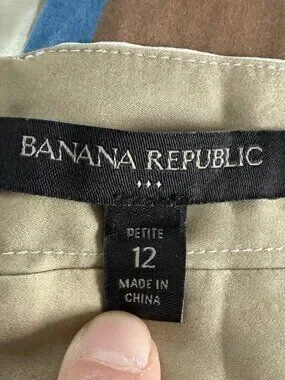 BANANA REPUBLIC
PETITE
12
MADE IN
CHINA